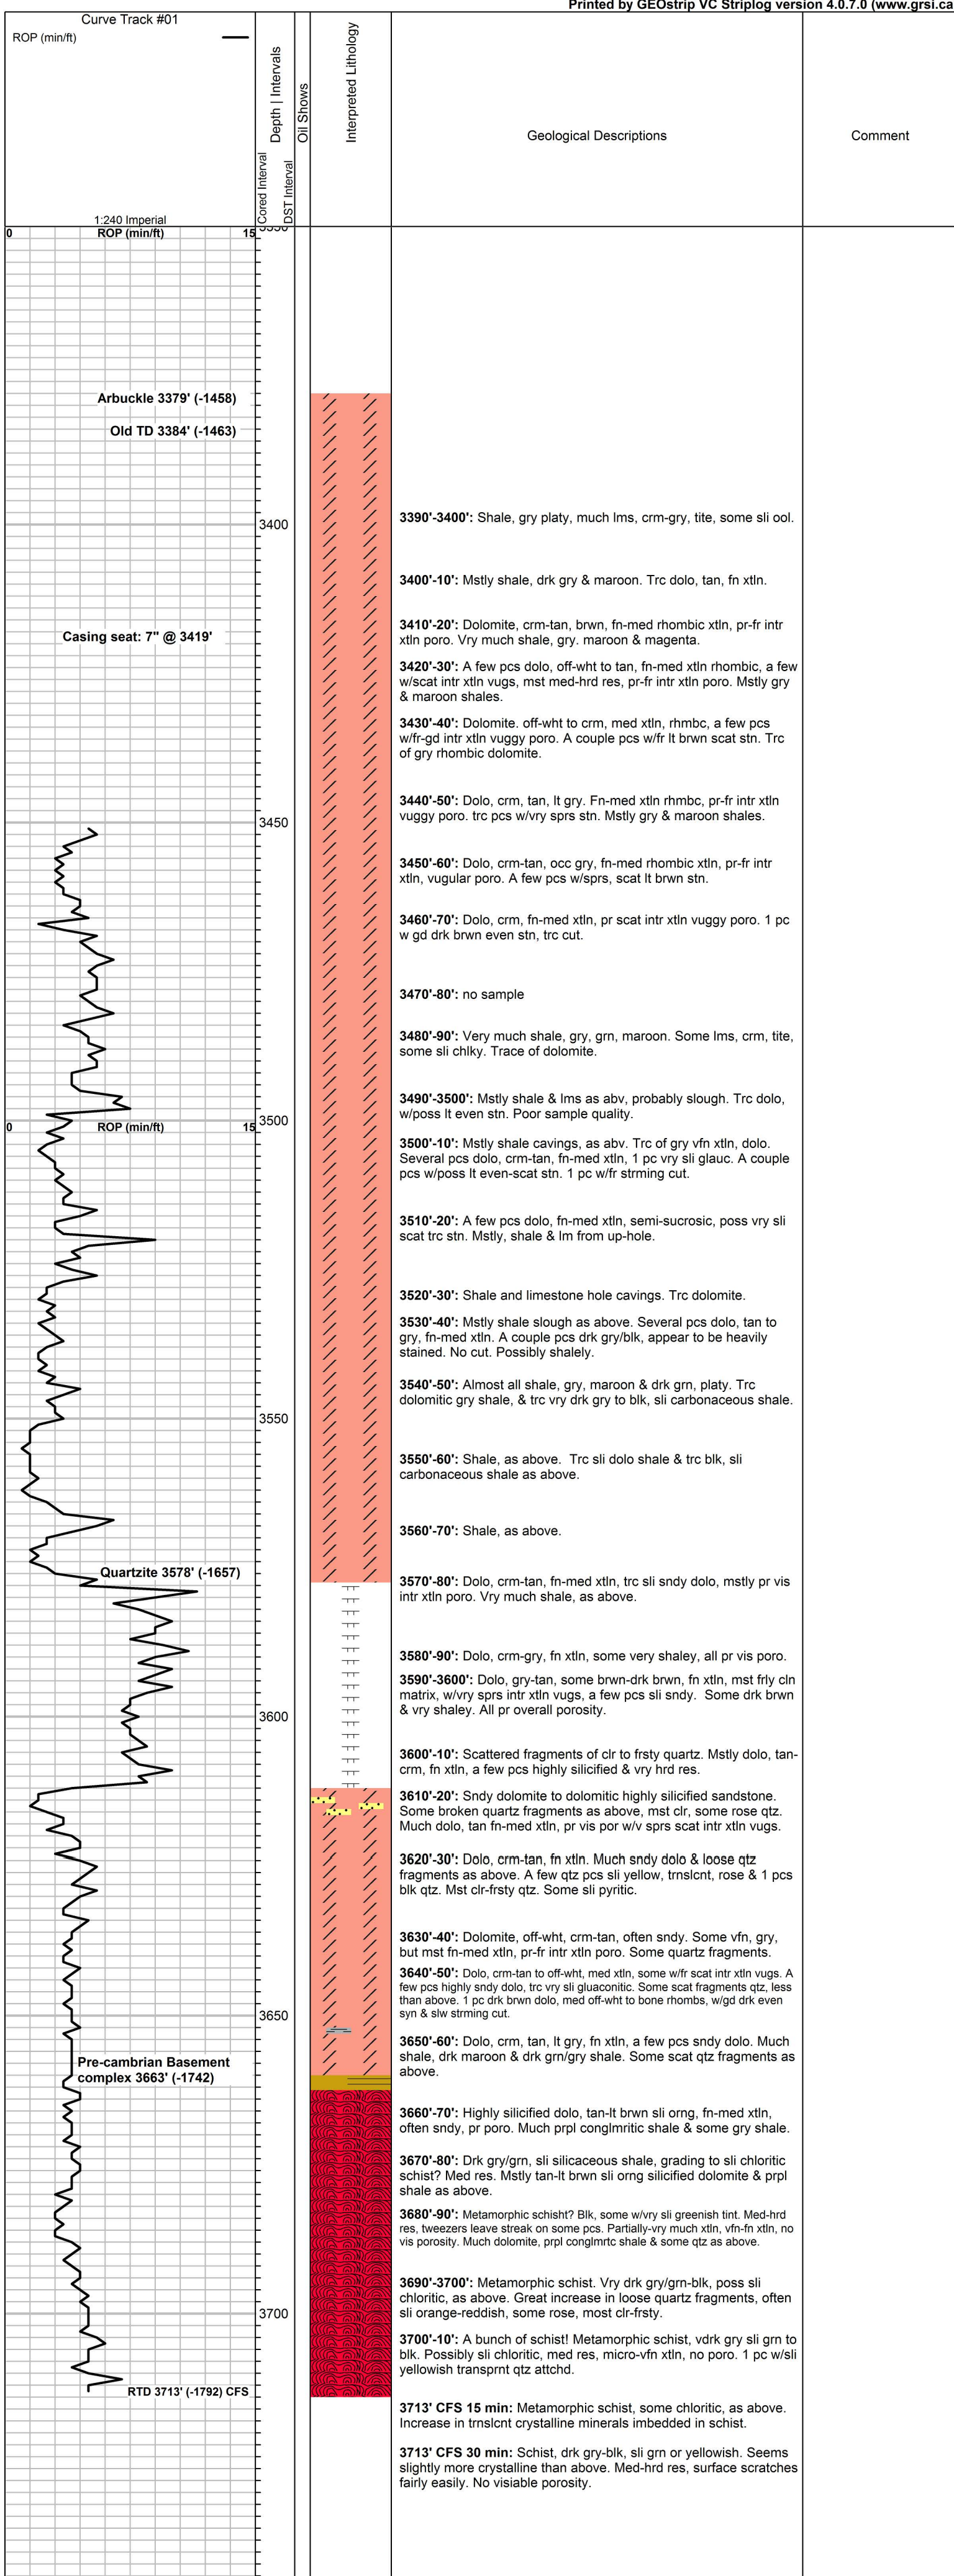 Printed by GEOstrip VC Striplog version 4.0.7.0 (www.grsi.ca
Curve Track #01
ROP (min/ft)
1:240 Imperial
Depth | Intervals
Cored Interval
DST Interval
Oil Shows
Interpreted Lithology
Geological Descriptions
Comment
0 ROP (min/ft) 15
Arbuckle 3379' (-1458)
Old TD 3384' (-1463)
3400
3390'-3400': Shale, gry platy, much lms, crm-gry, tite, some sli ool.
3400'-10': Mstly shale, drk gry & maroon. Trc dolo, tan, fn xtln.
Casing seat: 7" @ 3419'
3410'-20': Dolomite, crm-tan, brwn, fn-med rhombic xtln, pr-fr intr
xtln poro. Vry much shale, gry. maroon & magenta.
3420'-30': A few pcs dolo, off-wht to tan, fn-med xtln rhombic, a few
w/scat intr xtln vugs, mst med-hrd res, pr-fr intr xtln poro. Mstly gry
& maroon shales.
3430'-40': Dolomite. off-wht to crm, med xtln, rhmbc, a few pcs
w/fr-gd intr xtln vuggy poro. A couple pcs w/fr lt brwn scat stn. Trc
of gry rhombic dolomite.
3450
3440'-50': Dolo, crm, tan, lt gry. Fn-med xtln rhmbc, pr-fr intr xtln
vuggy poro. trc pcs w/vry sprs stn. Mstly gry & maroon shales.
3450'-60': Dolo, crm-tan, occ gry, fn-med rhombic xtln, pr-fr intr
xtln, vugular poro. A few pcs w/sprs, scat lt brwn stn.
3460'-70': Dolo, crm, fn-med xtln, pr scat intr xtln vuggy poro. 1 pc
w gd drk brwn even stn, trc cut.
3470'-80': no sample
3480'-90': Very much shale, gry, grn, maroon. Some lms, crm, tite,
some sli chlky. Trace of dolomite.
3490'-3500': Mstly shale & lms as abv, probably slough. Trc dolo,
w/poss lt even stn. Poor sample quality.
0 ROP (min/ft) 15
3500
3500'-10': Mstly shale cavings, as abv. Trc of gry vfn xtln, dolo.
Several pcs dolo, crm-tan, fn-med xtln, 1 pc vry sli glauc. A couple
pcs w/poss lt even-scat stn. 1 pc w/fr strming cut.
3510'-20': A few pcs dolo, fn-med xtln, semi-sucrosic, poss vry sli
scat trc stn. Mstly, shale & lm from up-hole.
3520'-30': Shale and limestone hole cavings. Trc dolomite.
3530'-40': Mstly shale slough as above. Several pcs dolo, tan to
gry, fn-med xtln. A couple pcs drk gry/blk, appear to be heavily
stained. No cut. Possibly shalely.
3540'-50': Almost all shale, gry, maroon & drk grn, platy. Trc
dolomitic gry shale, & trc vry drk gry to blk, sli carbonaceous shale.
3550
3550'-60': Shale, as above. Trc sli dolo shale & trc blk, sli
carbonaceous shale as above.
3560'-70': Shale, as above.
Quartzite 3578' (-1657)
3570'-80': Dolo, crm-tan, fn-med xtln, trc sli sndy dolo, mstly pr vis
intr xtln poro. Vry much shale, as above.
3580'-90': Dolo, crm-gry, fn xtln, some very shaley, all pr vis poro.
3590'-3600': Dolo, gry-tan, some brwn-drk brwn, fn xtln, mst frly cln
matrix, w/vry sprs intr xtln vugs, a few pcs sli sndy. Some drk brwn
& vry shaley. All pr overall porosity.
3600
3600'-10': Scattered fragments of clr to frsty quartz. Mstly dolo, tan-
crm, fn xtln, a few pcs highly silicified & vry hrd res.
3610'-20': Sndy dolomite to dolomitic highly silicified sandstone.
Some broken quartz fragments as above, mst clr, some rose qtz.
Much dolo, tan fn-med xtln, pr vis por w/v sprs scat intr xtln vugs.
3620'-30': Dolo, crm-tan, fn xtln. Much sndy dolo & loose qtz
fragments as above. A few qtz pcs sli yellow, trnslcnt, rose & 1 pcs
blk qtz. Mst clr-frsty qtz. Some sli pyritic.
3630'-40': Dolomite, off-wht, crm-tan, often sndy. Some vfn, gry,
but mst fn-med xtln, pr-fr intr xtln poro. Some quartz fragments.
3640'-50': Dolo, crm-tan to off-wht, med xtln, some w/fr scat intr xtln vugs. A
few pcs highly sndy dolo, trc vry sli gluaconitic. Some scat fragments qtz, less
than above. 1 pc drk brwn dolo, med off-wht to bone rhombs, w/gd drk even
syn & slw strming cut.
3650
3650'-60': Dolo, crm, tan, lt gry, fn xtln, a few pcs sndy dolo. Much
shale, drk maroon & drk grn/gry shale. Some scat qtz fragments as
above.
Pre-cambrian Basement
complex 3663' (-1742)
3660'-70': Highly silicified dolo, tan-lt brwn sli orng, fn-med xtln,
often sndy, pr poro. Much prpl conglmritic shale & some gry shale.
3670'-80': Drk gry/grn, sli silicaceous shale, grading to sli chloritic
schist? Med res. Mstly tan-lt brwn sli orng silicified dolomite & prpl
shale as above.
3680'-90': Metamorphic schisht? Blk, some w/vry sli greenish tint. Med-hrd
res, tweezers leave streak on some pcs. Partially-vry much xtln, vfn-fn xtln, no
vis porosity. Much dolomite, prpl conglmrtc shale & some qtz as above.
3690'-3700': Metamorphic schist. Vry drk gry/grn-blk, poss sli
chloritic, as above. Great increase in loose quartz fragments, often
sli orange-reddish, some rose, most clr-frsty.
3700
3700'-10': A bunch of schist! Metamorphic schist, vdrk gry sli grn to
blk. Possibly sli chloritic, med res, micro-vfn xtln, no poro. 1 pc w/sli
yellowish transprnt qtz attchd.
RTD 3713' (-1792) CFS
3713' CFS 15 min: Metamorphic schist, some chloritic, as above.
Increase in trnslcnt crystalline minerals imbedded in schist.
3713' CFS 30 min: Schist, drk gry-blk, sli grn or yellowish. Seems
slightly more crystalline than above. Med-hrd res, surface scratches
fairly easily. No visiable porosity.